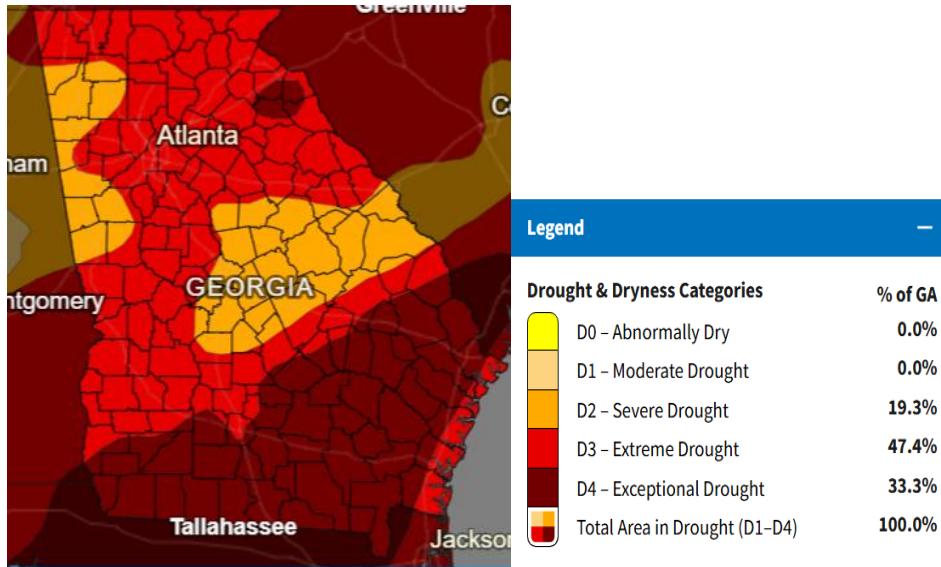 Greenville
Atlanta
ham
C
GEORGIA
ntgomery
Tallahassee
Jackson
Legend
Drought & Dryness Categories % of GA
D0 – Abnormally Dry 0.0%
D1 – Moderate Drought 0.0%
D2 – Severe Drought 19.3%
D3 – Extreme Drought 47.4%
D4 – Exceptional Drought 33.3%
Total Area in Drought (D1–D4) 100.0%